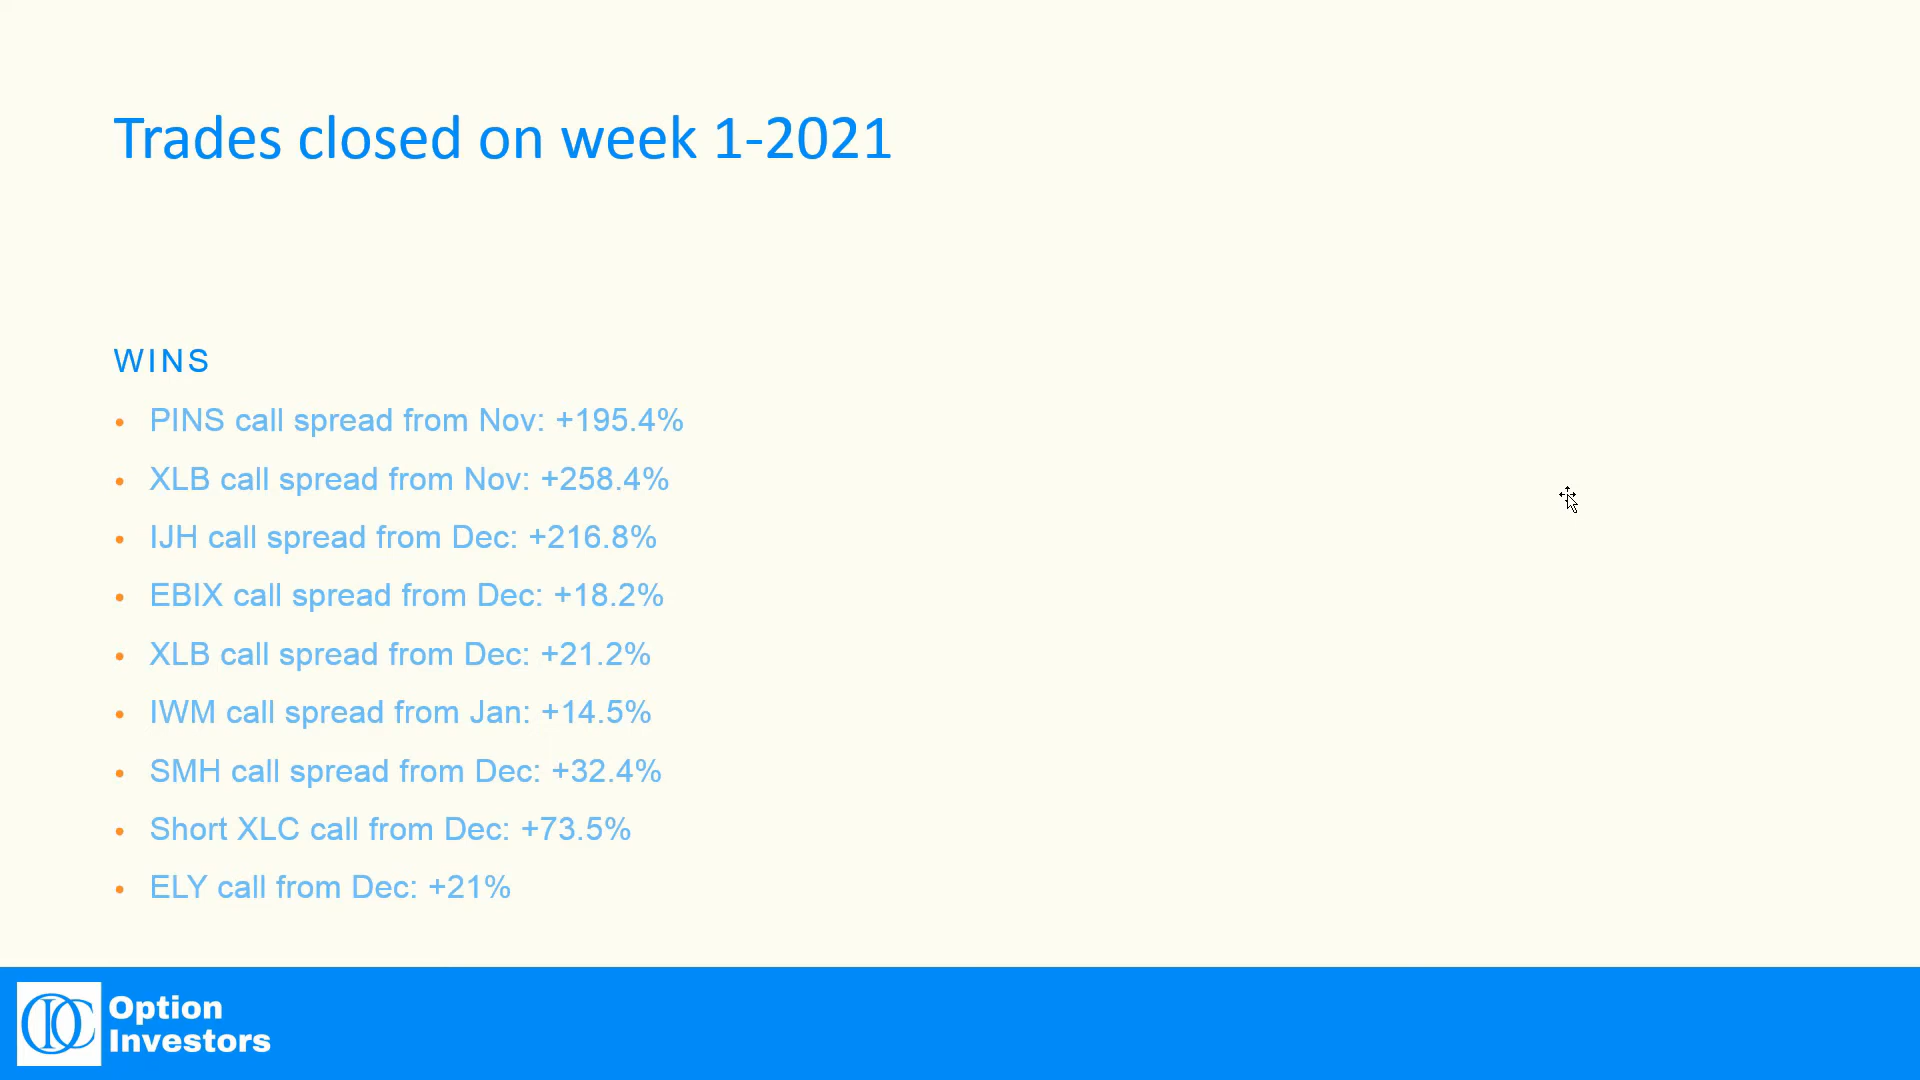 Trades closed on week 1-2021
WINS
• PINS call spread from Nov: +195.4%
• XLB call spread from Nov: +258.4%
• IJH call spread from Dec: +216.8%
• EBIX call spread from Dec: +18.2%
• XLB call spread from Dec: +21.2%
• IWM call spread from Jan: +14.5%
• SMH call spread from Dec: +32.4%
• Short XLC call from Dec: +73.5%
• ELY call from Dec: +21%
OIC
Option
Investors